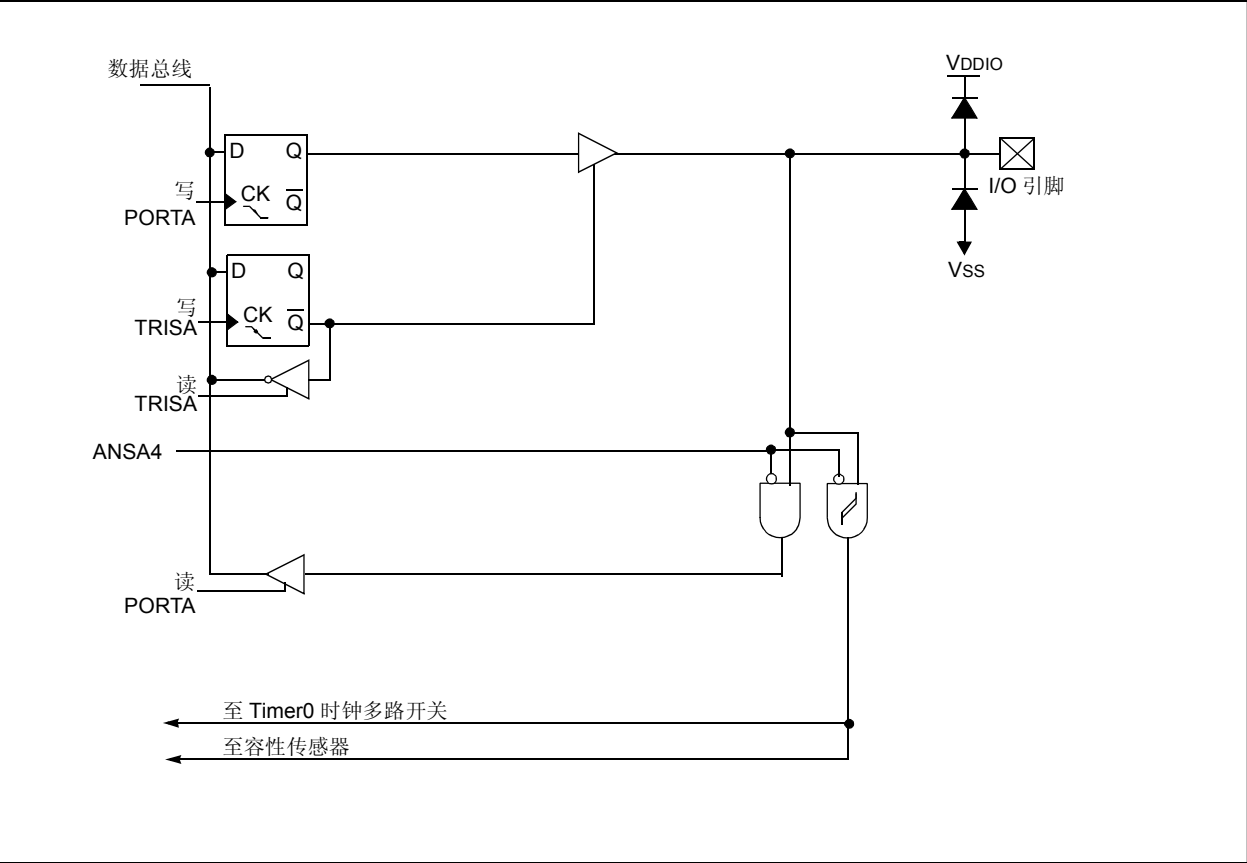 数据总线
VDDIO
D Q
写
PORTA
CK
Q
I/O 引脚
D Q
VSS
写
TRISA
CK
Q
读
TRISA
ANSA4
读
PORTA
至 Timer0 时钟多路开关
至容性传感器